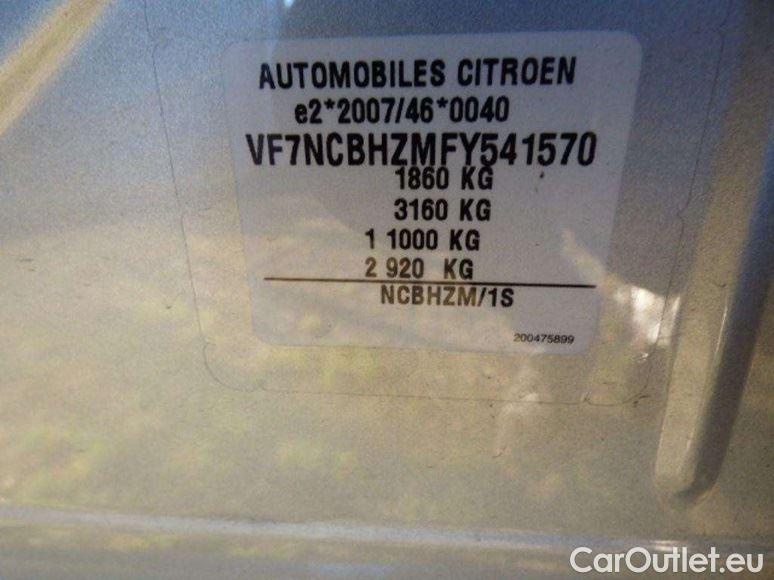 AUTOMOBILES CITROEN
e2*2007/46*0040
VF7NCBHZMFY541570
1860 KG
3160 KG
1 1000 KG
2 920 KG
NCBHZM/1S
200475899
CarOutlet.eu